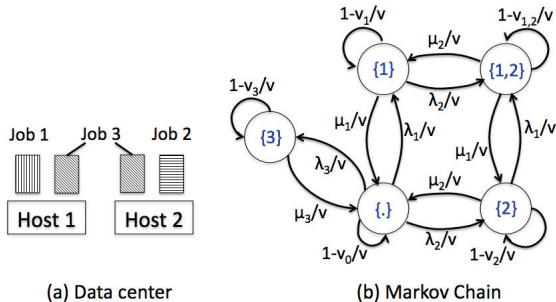 Job 1 Job 3 Job 2
Host 1 Host 2
(a) Data center
1-v₁/v
1-v₁,₂/v
μ₂/v
{1}
{1,2}
λ₂/v
1-v₃/v
{3}
μ₁/v
λ₁/v
μ₁/v
λ₁/v
λ₃/v
μ₃/v
μ₂/v
{.}
{2}
λ₂/v
1-v₀/v
1-v₂/v
(b) Markov Chain